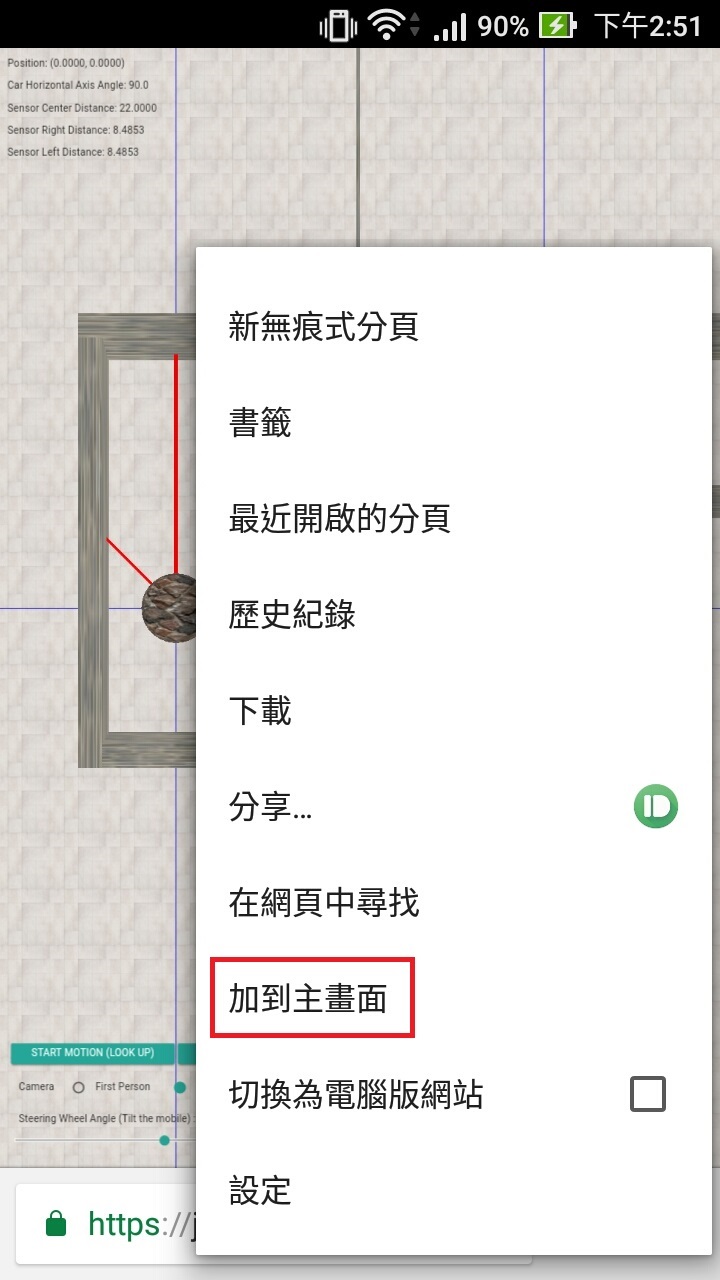 90% 下午2:51
Position: (0.0000, 0.0000)
Car Horizontal Axis Angle: 90.0
Sensor Center Distance: 22.0000
Sensor Right Distance: 8.4853
Sensor Left Distance: 8.4853
新無痕式分頁
書籤
最近開啟的分頁
歷史紀錄
下載
分享...
在網頁中尋找
加到主畫面
切換為電腦版網站
設定
START MOTION (LOOK UP)
Camera First Person
Steering Wheel Angle (Tilt the mobile) :
https://j